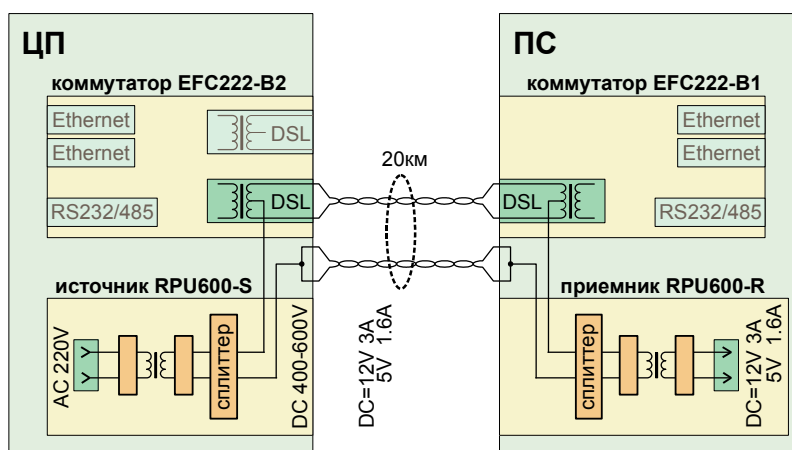 ЦП
коммутатор EFC222-B2
Ethernet
Ethernet
DSL
RS232/485
DSL
источник RPU600-S
AC 220V
сплиттер
DC 400-600V
20км
DC=12V 3A
5V 1.6A
ПС
коммутатор EFC222-B1
Ethernet
Ethernet
DSL
RS232/485
приемник RPU600-R
сплиттер
DC=12V 3A
5V 1.6A